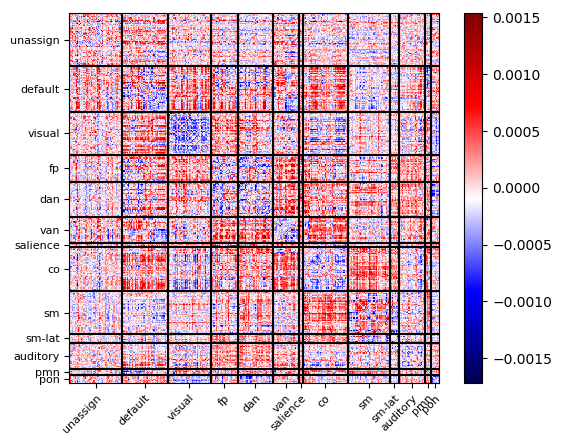 unassign
default
visual
fp
dan
van
salience
co
sm
sm-lat
auditory
pmn
pon
unassign
default
visual
fp
dan
van
salience
co
sm
sm-lat
auditory
pmn
pon
0.0015
0.0010
0.0005
0.0000
−0.0005
−0.0010
−0.0015